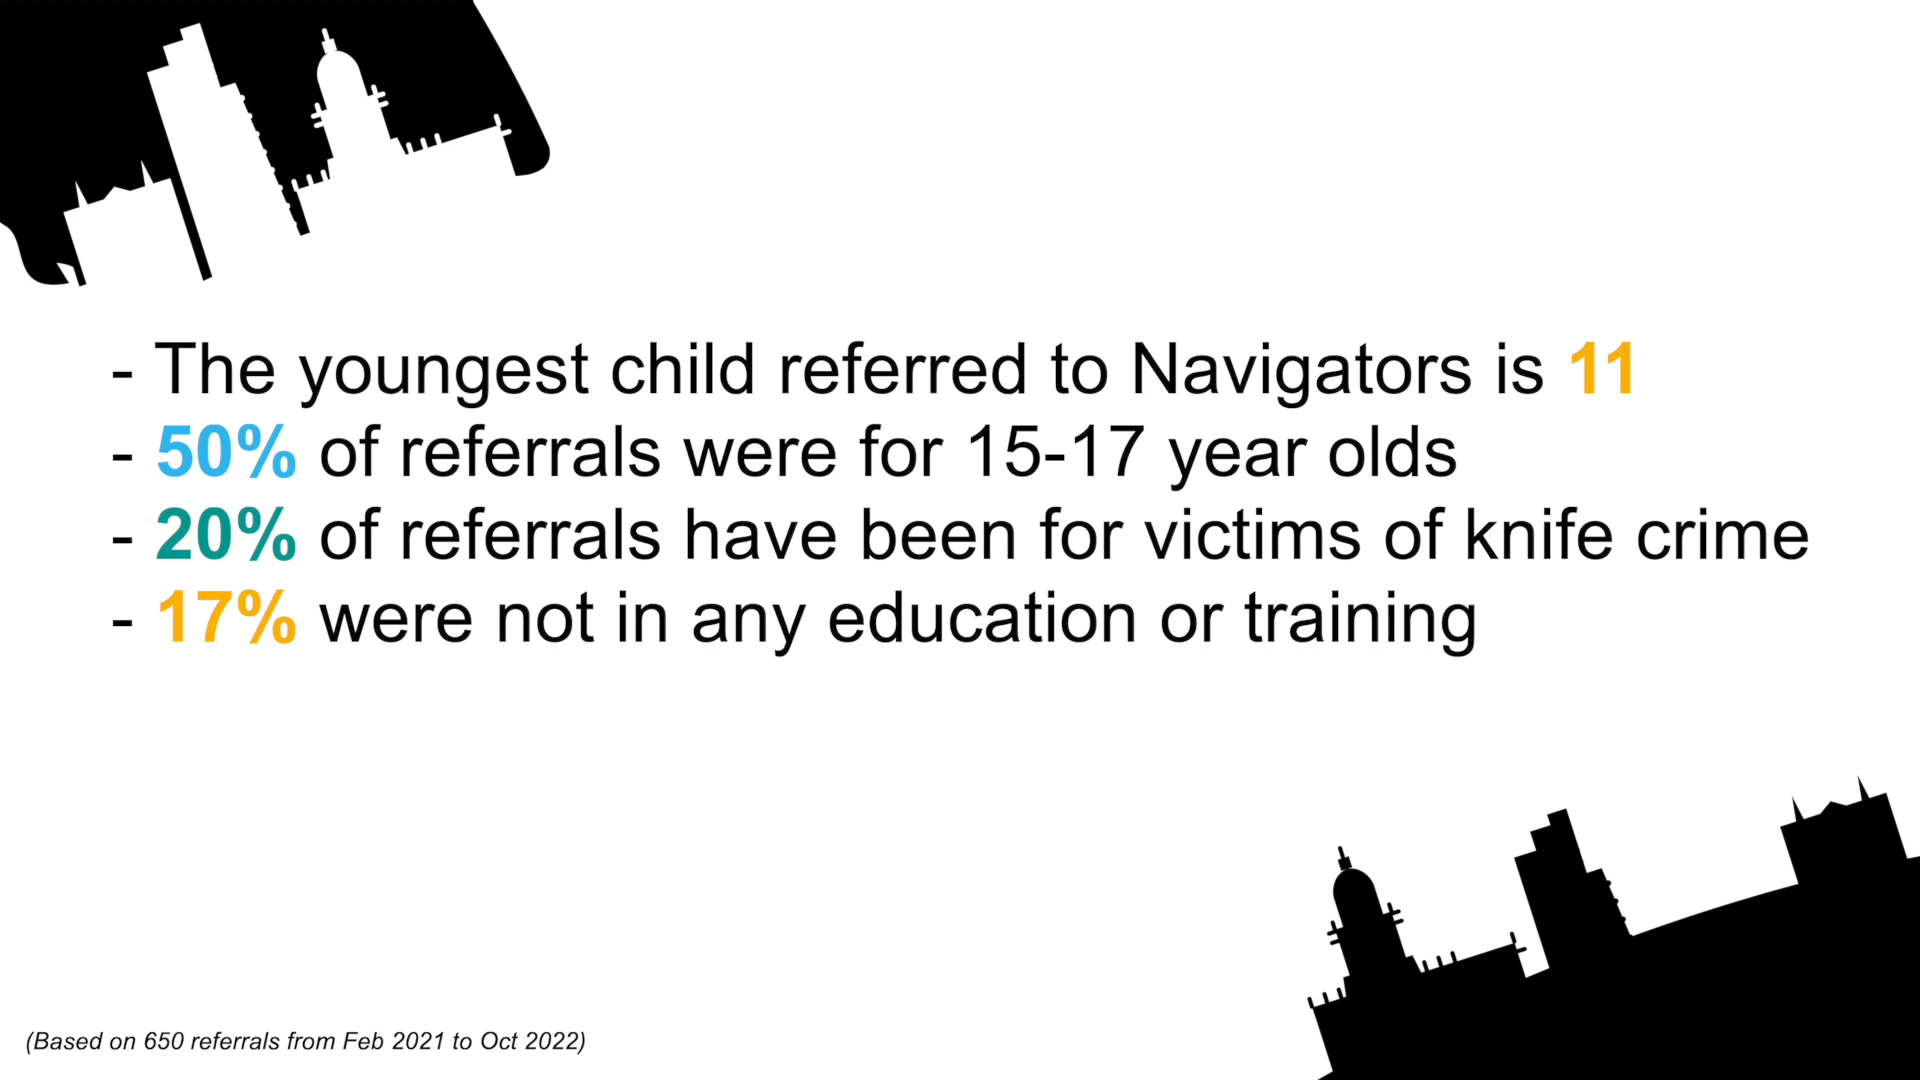 - The youngest child referred to Navigators is 11
- 50% of referrals were for 15-17 year olds
- 20% of referrals have been for victims of knife crime
- 17% were not in any education or training
(Based on 650 referrals from Feb 2021 to Oct 2022)